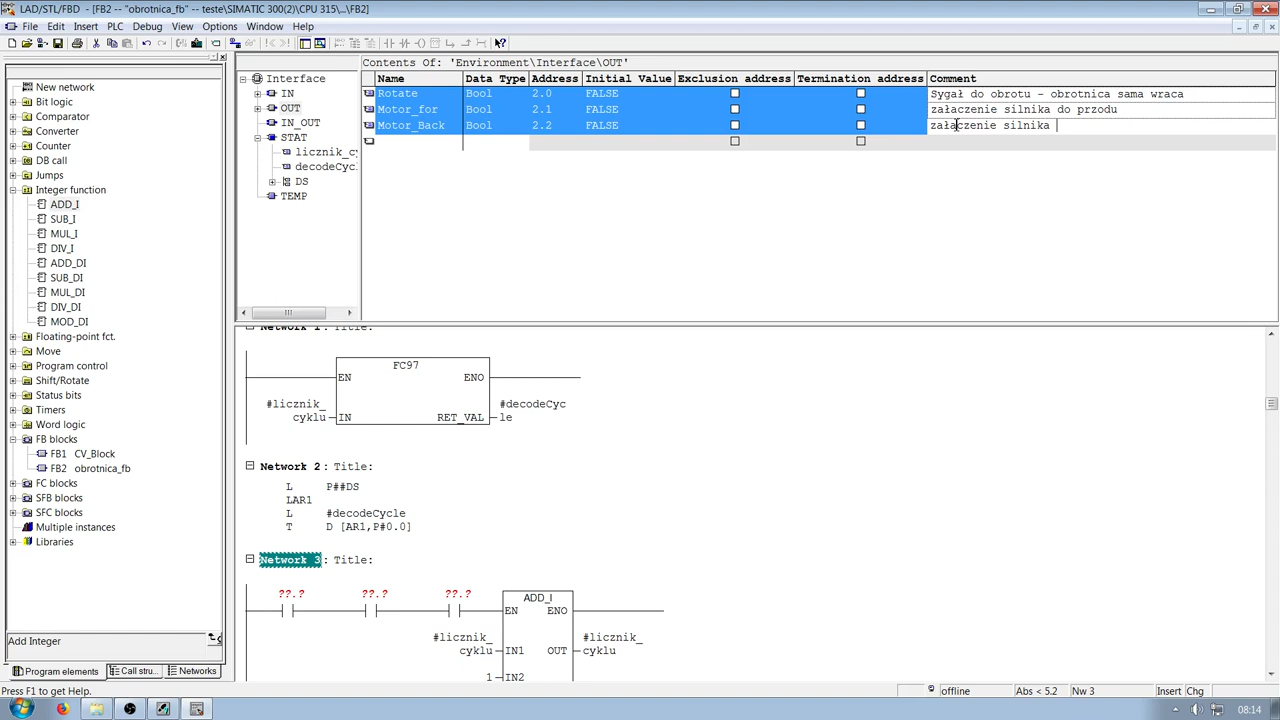 LAD/STL/FBD - [FB2 -- "obrotnica_fb" -- teste\SIMATIC 300(2)\CPU 315\...\FB2]
File Edit Insert PLC Debug View Options Window Help
New network
Bit logic
Comparator
Converter
Counter
DB call
Jumps
Integer function
ADD_I
SUB_I
MUL_I
DIV_I
ADD_DI
SUB_DI
MUL_DI
DIV_DI
MOD_DI
Floating-point fct.
Move
Program control
Shift/Rotate
Status bits
Timers
Word logic
FB blocks
FB1 CV_Block
FB2 obrotnica_fb
FC blocks
SFB blocks
SFC blocks
Multiple instances
Libraries
Add Integer
Program elements Call stru... Networks
Interface
IN
OUT
IN_OUT
STAT
licznik_c
decodeCyc
DS
TEMP
Contents Of: 'Environment\Interface\OUT'
Name Data Type Address Initial Value Exclusion address Termination address Comment
Rotate Bool 2.0 FALSE Sygał do obrotu - obrotnica sama wraca
Motor_for Bool 2.1 FALSE załaczenie silnika do przodu
Motor_Back Bool 2.2 FALSE załaczenie silnika
Network 1 : Title:
FC97
EN ENO
#licznik_ #decodeCyc
cyklu IN RET_VAL le
Network 2 : Title:
L P##DS
LAR1
L #decodeCycle
T D [AR1,P#0.0]
Network 3 : Title:
??.? ??.? ??.? ADD_I
EN ENO
#licznik_ #licznik_
cyklu IN1 OUT cyklu
1 IN2
Press F1 to get Help. offline Abs < 5.2 Nw 3 Insert Chg
08:14